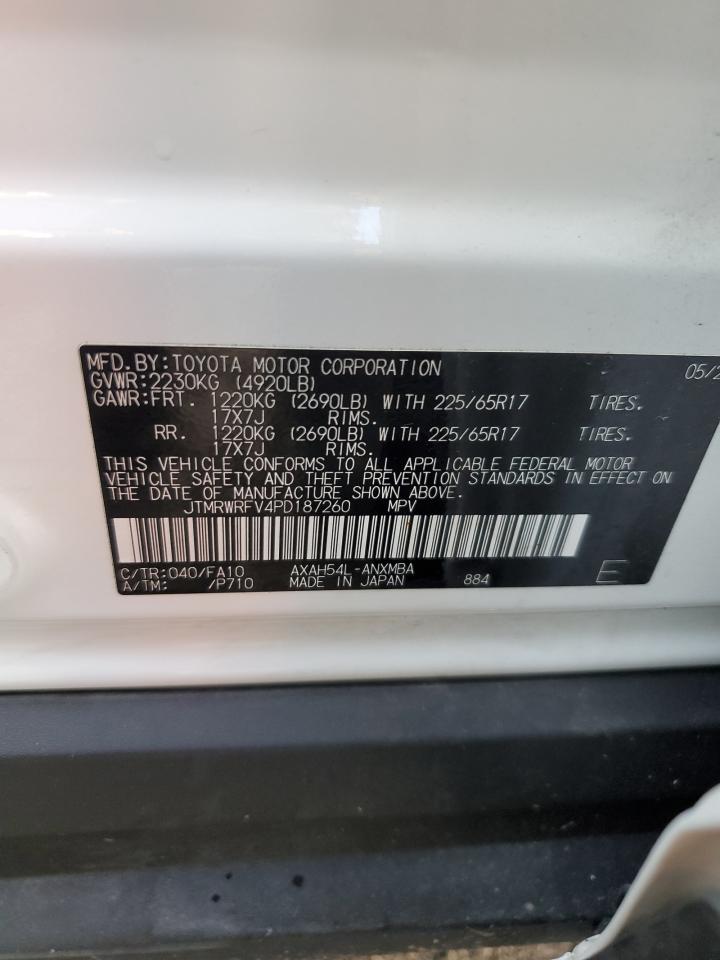 MFD.BY:TOYOTA MOTOR CORPORATION 05/2
GVWR:2230KG (4920LB)
GAWR:FRT. 1220KG (2690LB) WITH 225/65R17 TIRES.
17X7J RIMS.
RR. 1220KG (2690LB) WITH 225/65R17 TIRES.
17X7J RIMS.
THIS VEHICLE CONFORMS TO ALL APPLICABLE FEDERAL MOTOR
VEHICLE SAFETY AND THEFT PREVENTION STANDARDS IN EFFECT ON
THE DATE OF MANUFACTURE SHOWN ABOVE.
JTMRWRFV4PD187260 MPV
C/TR:040/FA10 AXAH54L-ANXMBA
A/TM: /P710 MADE IN JAPAN 884 E